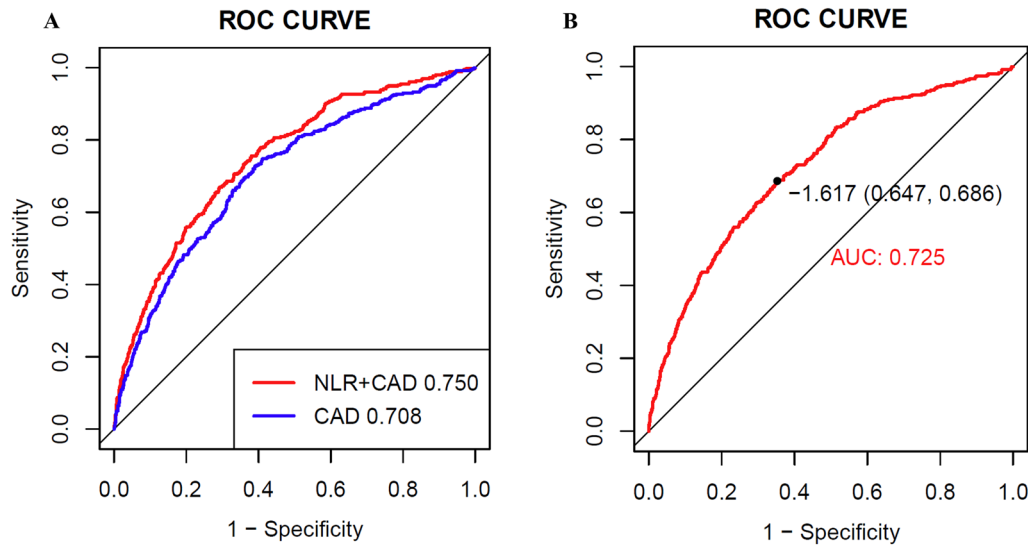 A
ROC CURVE
Sensitivity
1.0
0.8
0.6
0.4
0.2
0.0
NLR+CAD 0.750
CAD 0.708
0.0 0.2 0.4 0.6 0.8 1.0
1 − Specificity
B
ROC CURVE
Sensitivity
1.0
0.8
0.6
0.4
0.2
0.0
−1.617 (0.647, 0.686)
AUC: 0.725
0.0 0.2 0.4 0.6 0.8 1.0
1 − Specificity